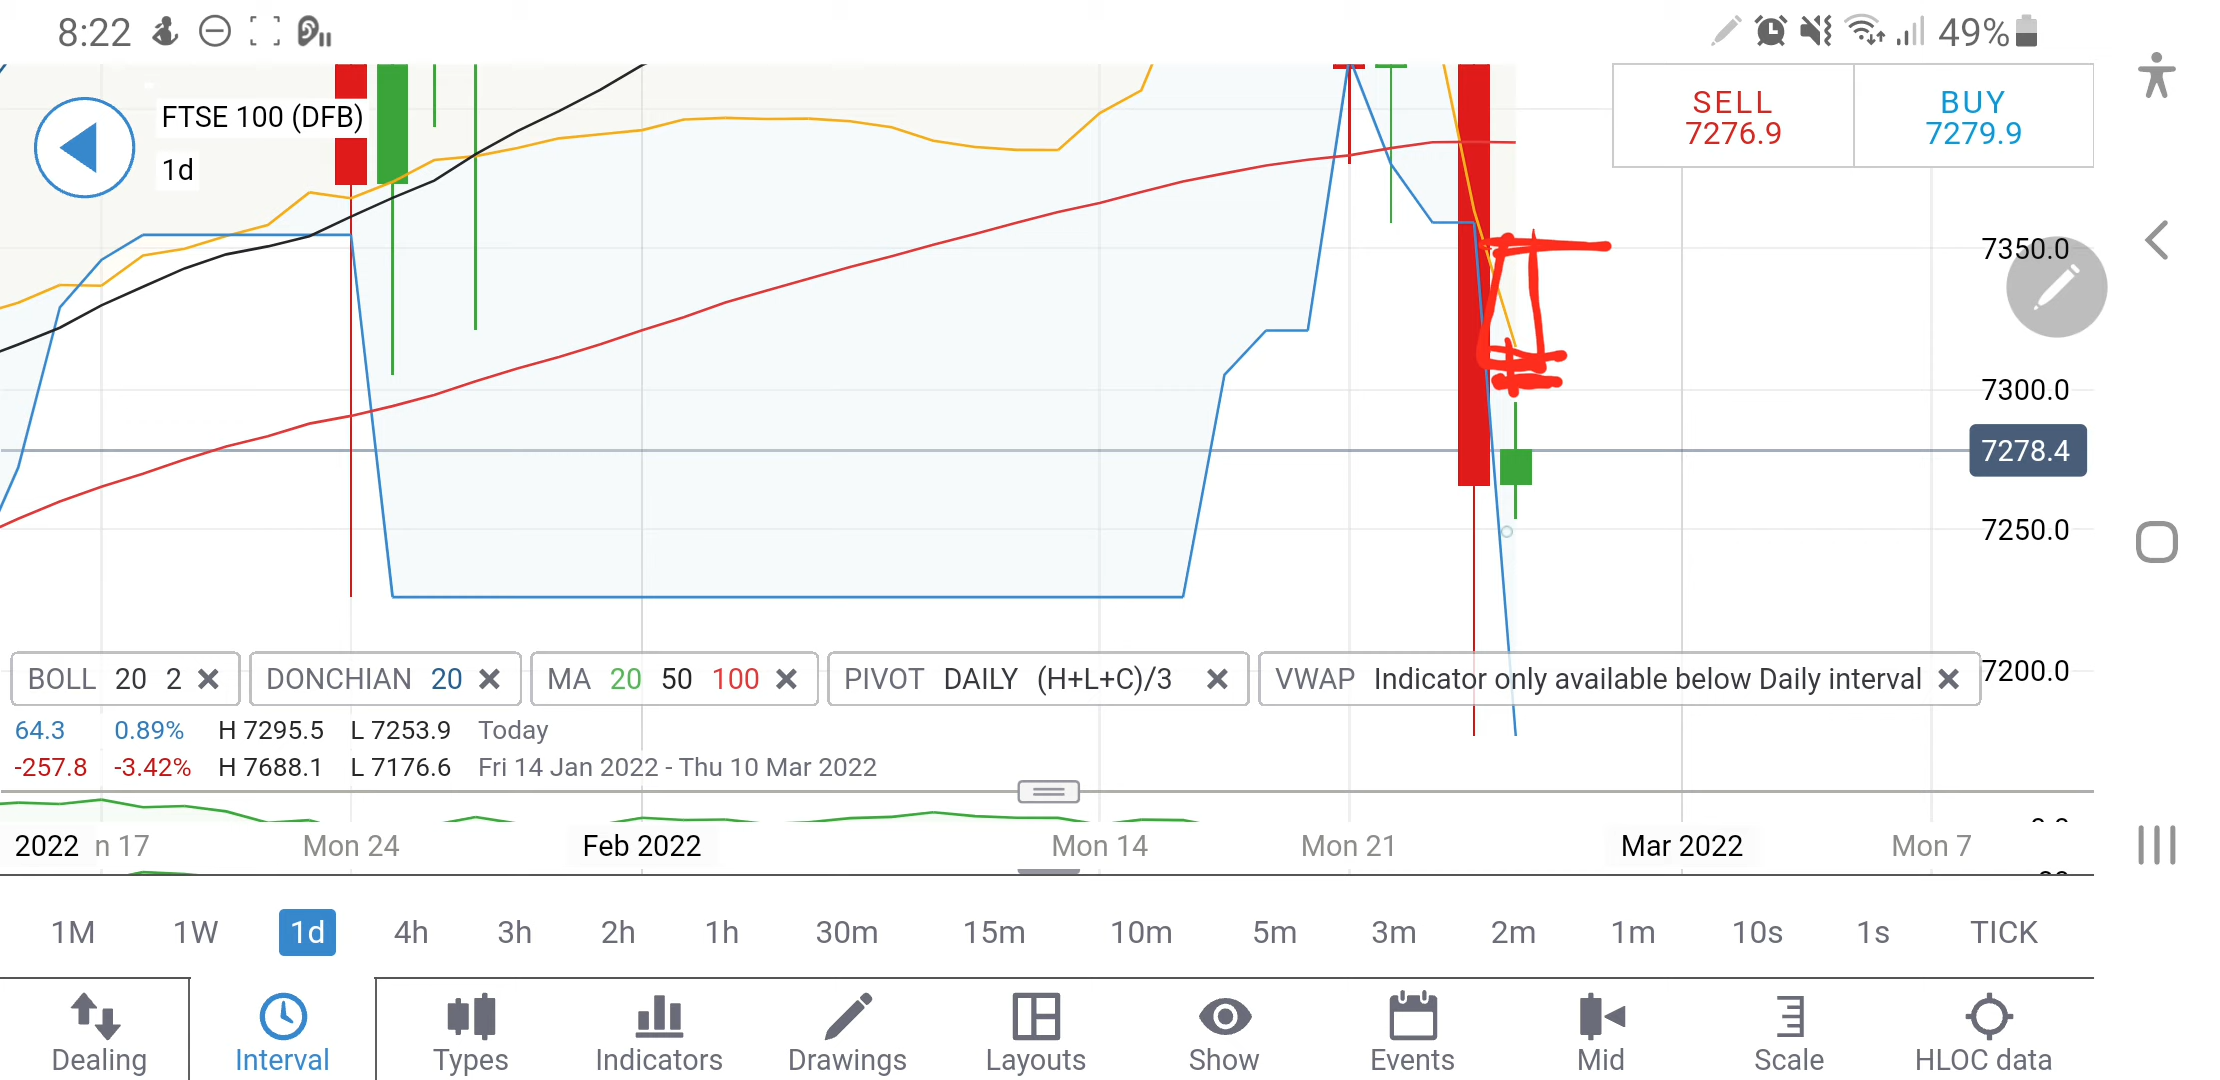 8:22
49%
FTSE 100 (DFB)
1d
SELL
7276.9
BUY
7279.9
7350.0
7300.0
7278.4
7250.0
7200.0
BOLL 20 2
DONCHIAN 20
MA 20 50 100
PIVOT DAILY (H+L+C)/3
VWAP Indicator only available below Daily interval
64.3 0.89% H 7295.5 L 7253.9 Today
-257.8 -3.42% H 7688.1 L 7176.6 Fri 14 Jan 2022 - Thu 10 Mar 2022
2022 n 17 Mon 24 Feb 2022 Mon 14 Mon 21 Mar 2022 Mon 7
1M 1W 1d 4h 3h 2h 1h 30m 15m 10m 5m 3m 2m 1m 10s 1s TICK
Dealing Interval Types Indicators Drawings Layouts Show Events Mid Scale HLOC data